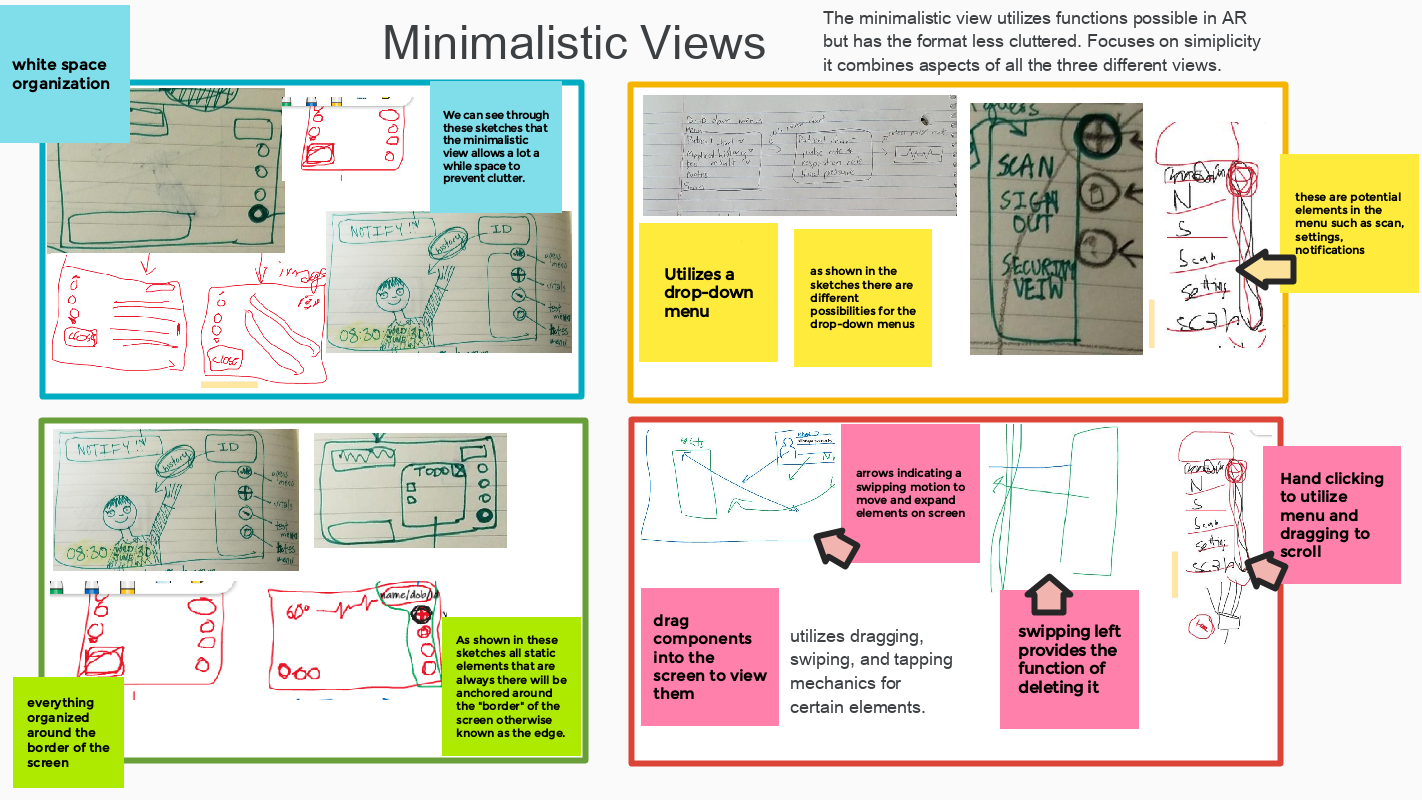 Minimalistic Views
The minimalistic view utilizes functions possible in AR
but has the format less cluttered. Focuses on simiplicity
it combines aspects of all the three different views.
white space
organization
We can see through
these sketches that
the minimalistic
view allows a lot a
while space to
prevent clutter.
NOTIFY!
history
ID
08:30
CLOSE
CLOSE
Utilizes a
drop-down
menu
as shown in the
sketches there are
different
possibilities for the
drop-down menus
SCAN
SIGN
OUT
SECURITY
VEIW
N
S
Scan
these are potential
elements in the
menu such as scan,
settings,
notifications
NOTIFY!
history
ID
08:30
TODO
name/dob/id
everything
organized
around the
border of the
screen
As shown in these
sketches all static
elements that are
always there will be
anchored around
the "border" of the
screen otherwise
known as the edge.
arrows indicating a
swipping motion to
move and expand
elements on screen
drag
components
into the
screen to view
them
utilizes dragging,
swiping, and tapping
mechanics for
certain elements.
swipping left
provides the
function of
deleting it
N
S
Scan
Hand clicking
to utilize
menu and
dragging to
scroll